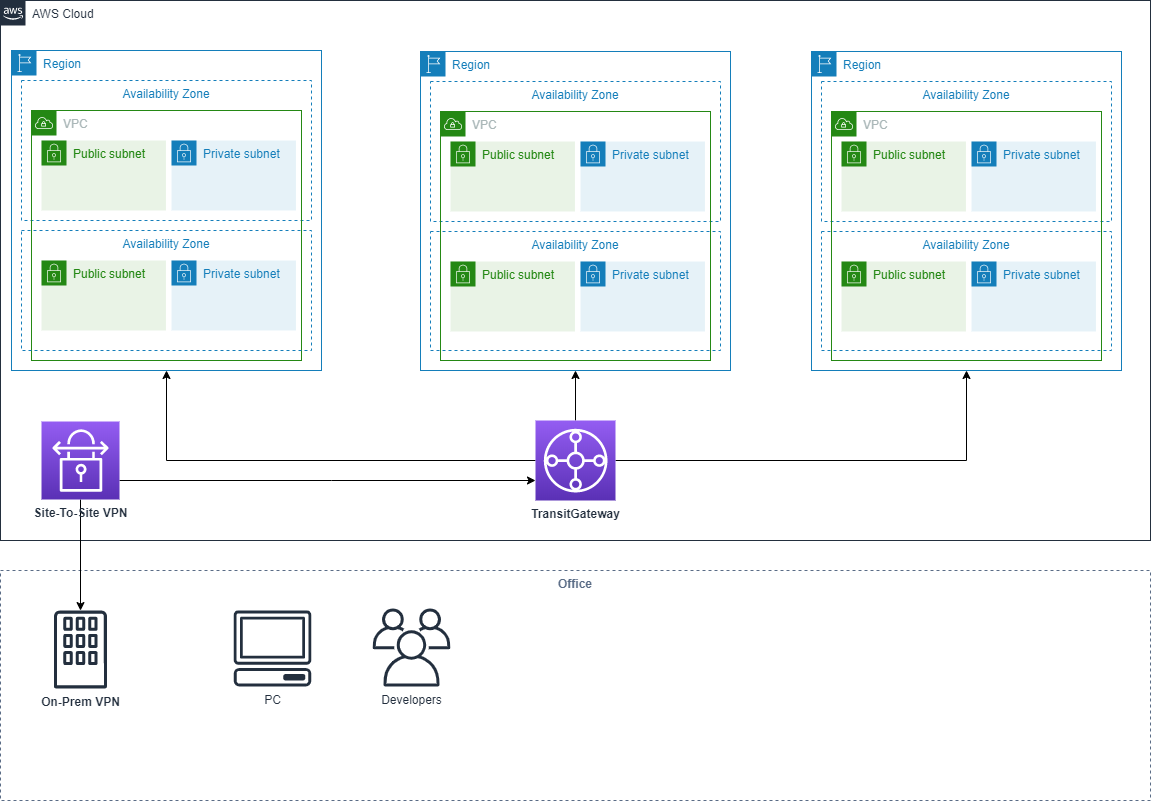 aws
AWS Cloud
Region
Availability Zone
VPC
Public subnet
Private subnet
Availability Zone
Public subnet
Private subnet
Region
Availability Zone
VPC
Public subnet
Private subnet
Availability Zone
Public subnet
Private subnet
Region
Availability Zone
VPC
Public subnet
Private subnet
Availability Zone
Public subnet
Private subnet
Site-To-Site VPN
TransitGateway
Office
On-Prem VPN
PC
Developers